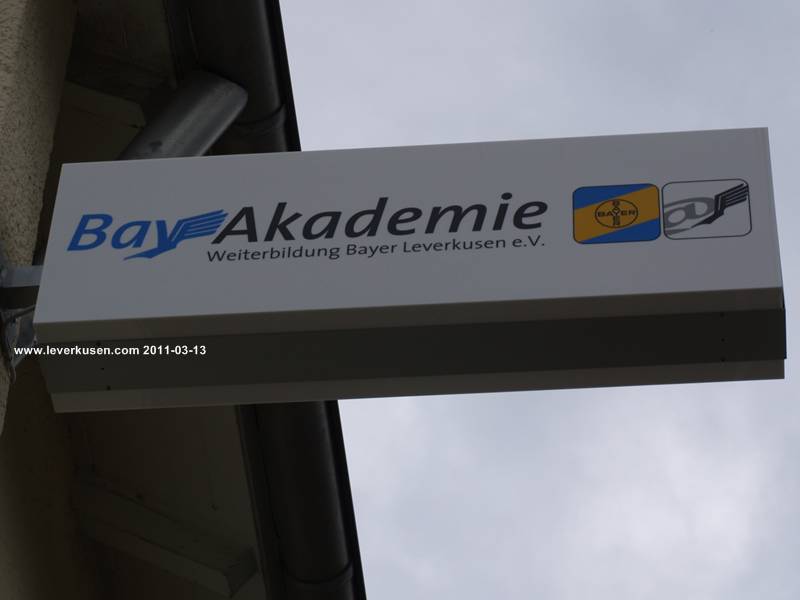 BayAkademie
Weiterbildung Bayer Leverkusen e.V.
BAYER
@
www.leverkusen.com 2011-03-13